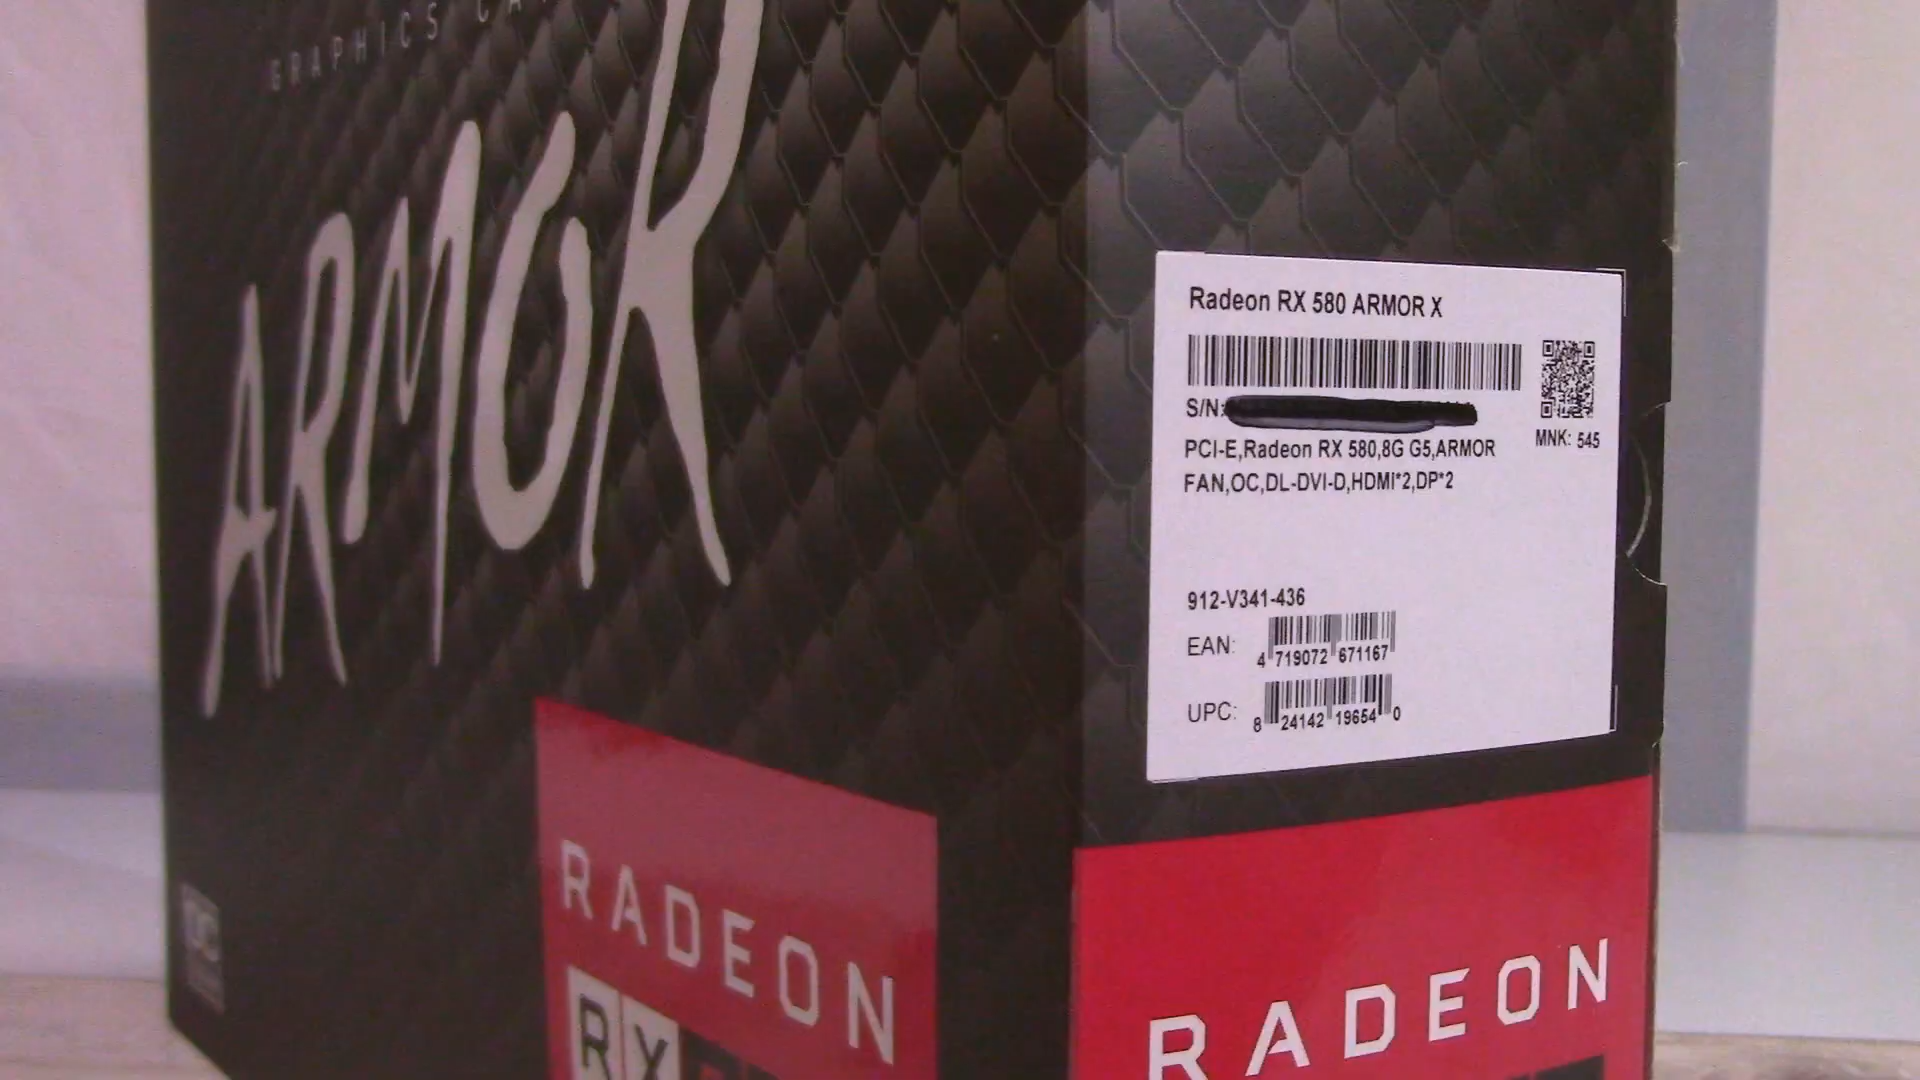 GRAPHICS CA
ARMOR
OC
RADEON
RX
Radeon RX 580 ARMOR X
S/N:
MNK: 545
PCI-E,Radeon RX 580,8G G5,ARMOR
FAN,OC,DL-DVI-D,HDMI*2,DP*2
912-V341-436
EAN: 4 719072 671167
UPC: 8 24142 19654 0
RADEON